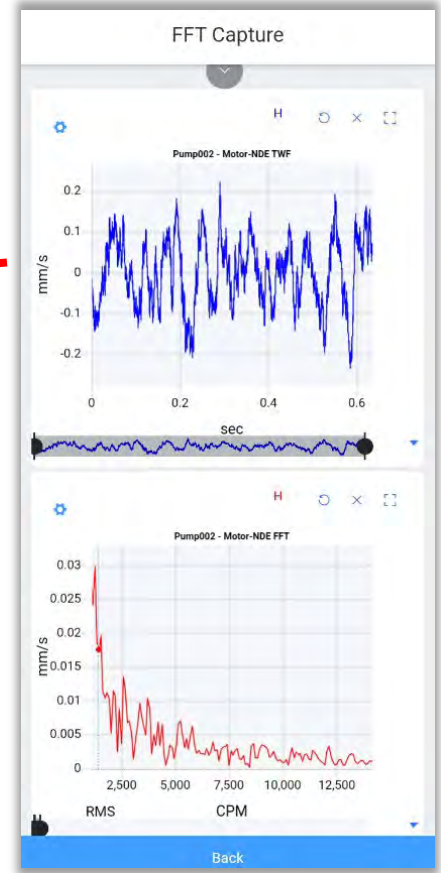 FFT Capture
H
Pump002 - Motor-NDE TWF
0.2
0.1
0
-0.1
-0.2
mm/s
0 0.2 0.4 0.6
sec
H
Pump002 - Motor-NDE FFT
0.03
0.025
0.02
0.015
0.01
0.005
0
mm/s
2,500 5,000 7,500 10,000 12,500
RMS CPM
Back